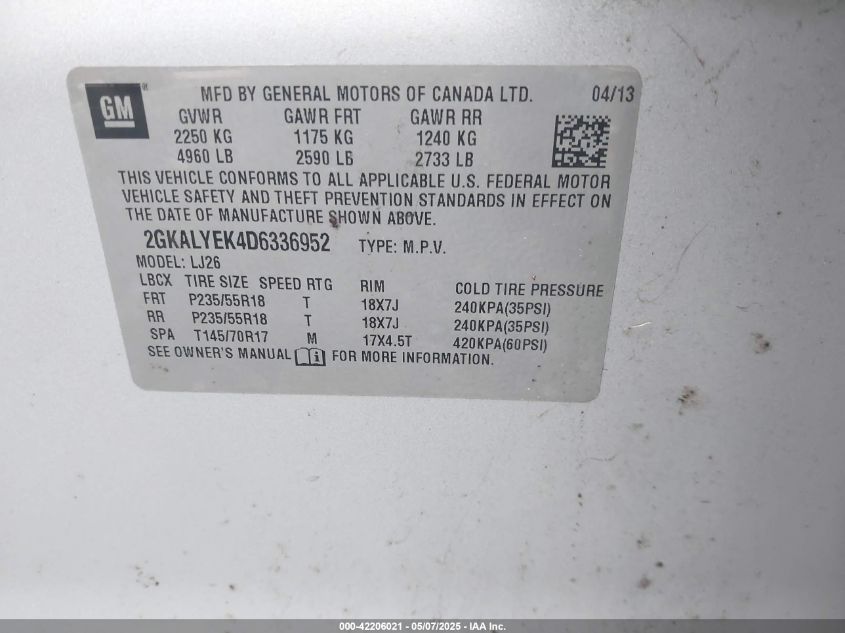 GM
MFD BY GENERAL MOTORS OF CANADA LTD. 04/13
GVWR GAWR FRT GAWR RR
2250 KG 1175 KG 1240 KG
4960 LB 2590 LB 2733 LB
THIS VEHICLE CONFORMS TO ALL APPLICABLE U.S. FEDERAL MOTOR
VEHICLE SAFETY AND THEFT PREVENTION STANDARDS IN EFFECT ON
THE DATE OF MANUFACTURE SHOWN ABOVE.
2GKALYEK4D6336952 TYPE: M.P.V.
MODEL: LJ26
LBCX TIRE SIZE SPEED RTG RIM COLD TIRE PRESSURE
FRT P235/55R18 T 18X7J 240KPA(35PSI)
RR P235/55R18 T 18X7J 240KPA(35PSI)
SPA T145/70R17 M 17X4.5T 420KPA(60PSI)
SEE OWNER'S MANUAL FOR MORE INFORMATION.
000-42206021 - 05/07/2025 - IAA Inc.